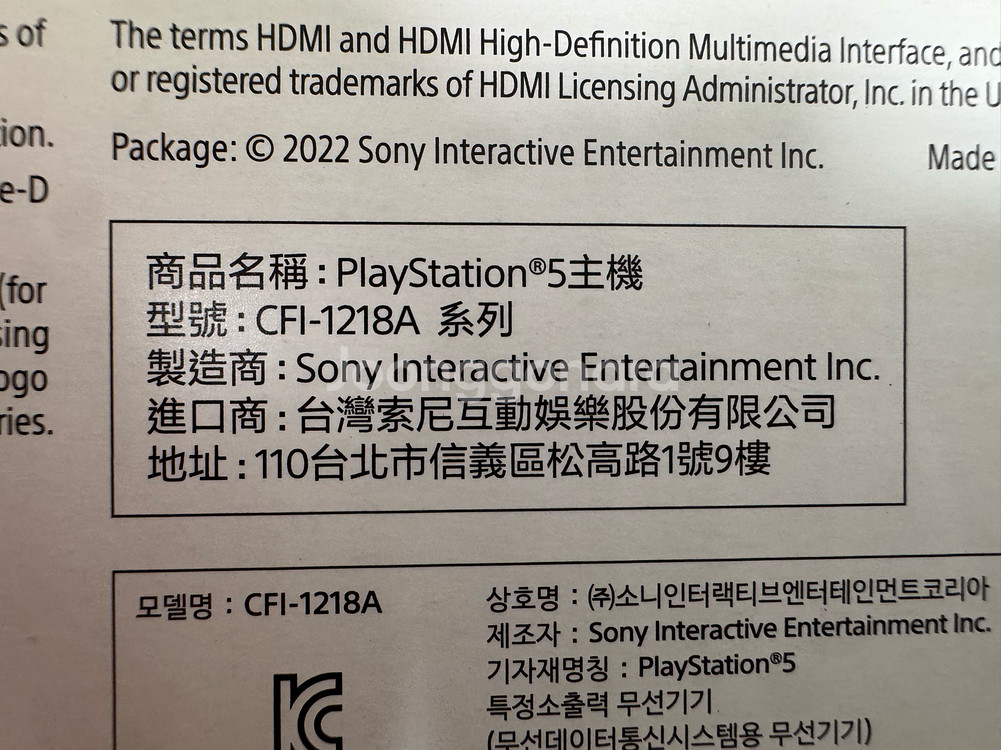 s of
tion.
e-D
(for
sing
ogo
ries.
The terms HDMI and HDMI High-Definition Multimedia Interface, and
or registered trademarks of HDMI Licensing Administrator, Inc. in the U
Package: © 2022 Sony Interactive Entertainment Inc.
Made
商品名稱 : PlayStation®5主機
型號 : CFI-1218A 系列
製造商 : Sony Interactive Entertainment Inc.
進口商 : 台灣索尼互動娛樂股份有限公司
地址 : 110台北市信義區松高路1號9樓
Joonggonara
모델명 : CFI-1218A
상호명 : ㈜소니인터랙티브엔터테인먼트코리아
제조자 : Sony Interactive Entertainment Inc.
기자재명칭 : PlayStation®5
특정소출력 무선기기
(무선데이터통신시스템용 무선기기)